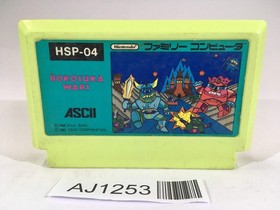 HSP-04
Nintendo
ファミリー コンピュータ
BOKOSUKA
WARS
ASCII
AJ1253